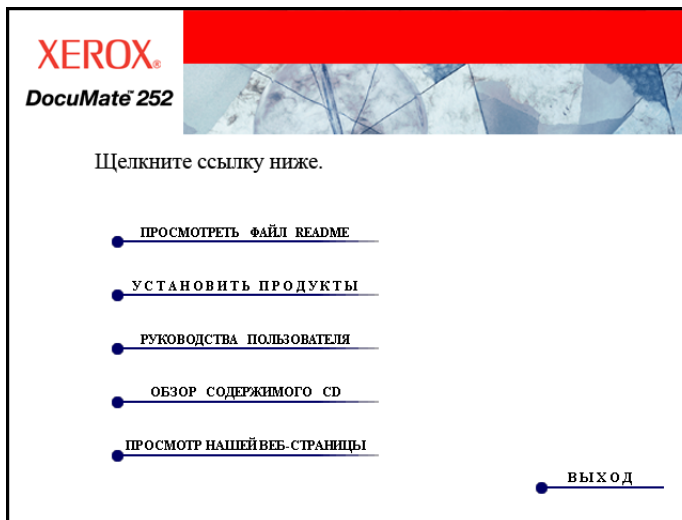 XEROX®
DocuMate™ 252
Щелкните ссылку ниже.
ПРОСМОТРЕТЬ ФАЙЛ README
УСТАНОВИТЬ ПРОДУКТЫ
РУКОВОДСТВА ПОЛЬЗОВАТЕЛЯ
ОБЗОР СОДЕРЖИМОГО CD
ПРОСМОТР НАШЕЙ ВЕБ-СТРАНИЦЫ
ВЫХОД